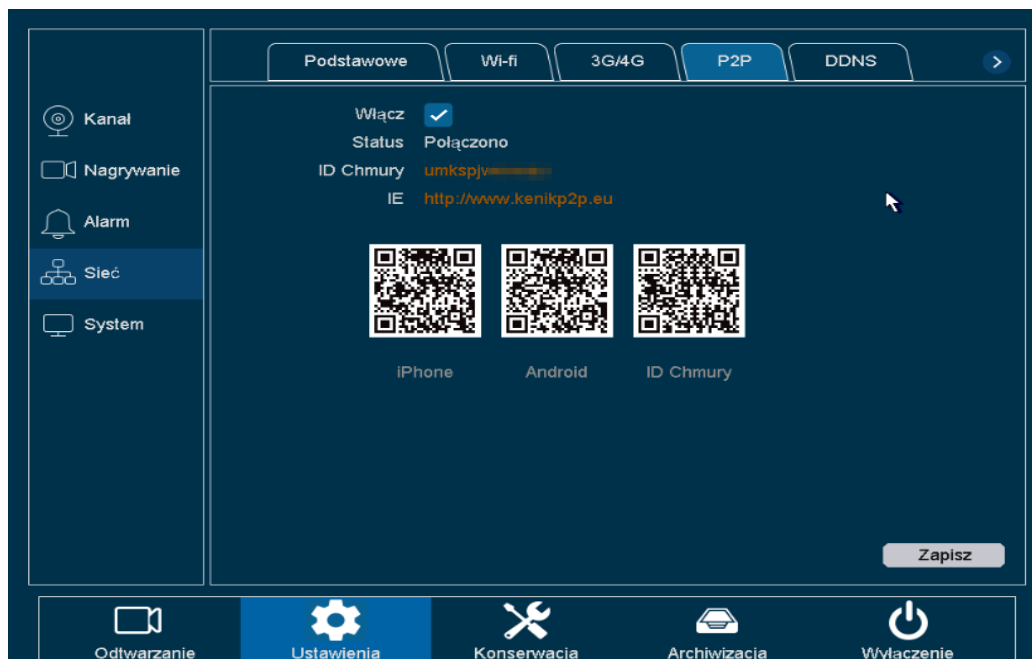 Podstawowe Wi-fi 3G/4G P2P DDNS
Kanał
Nagrywanie
Alarm
Sieć
System
Włącz
Status Połączono
ID Chmury umkspjv
IE http://www.kenikp2p.eu
iPhone Android ID Chmury
Zapisz
Odtwarzanie Ustawienia Konserwacja Archiwizacja Wyłączenie